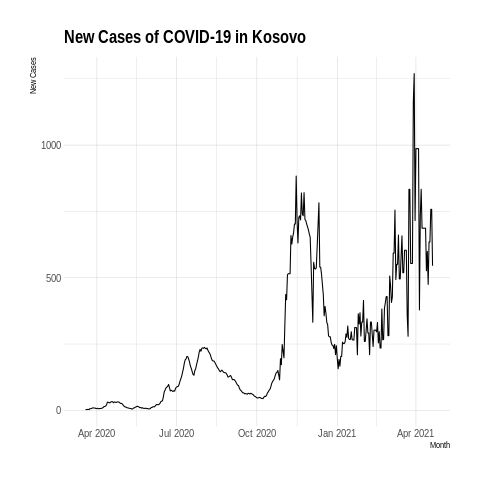 New Cases of COVID-19 in Kosovo
New Cases
1000
500
0
Apr 2020
Jul 2020
Oct 2020
Jan 2021
Apr 2021
Month